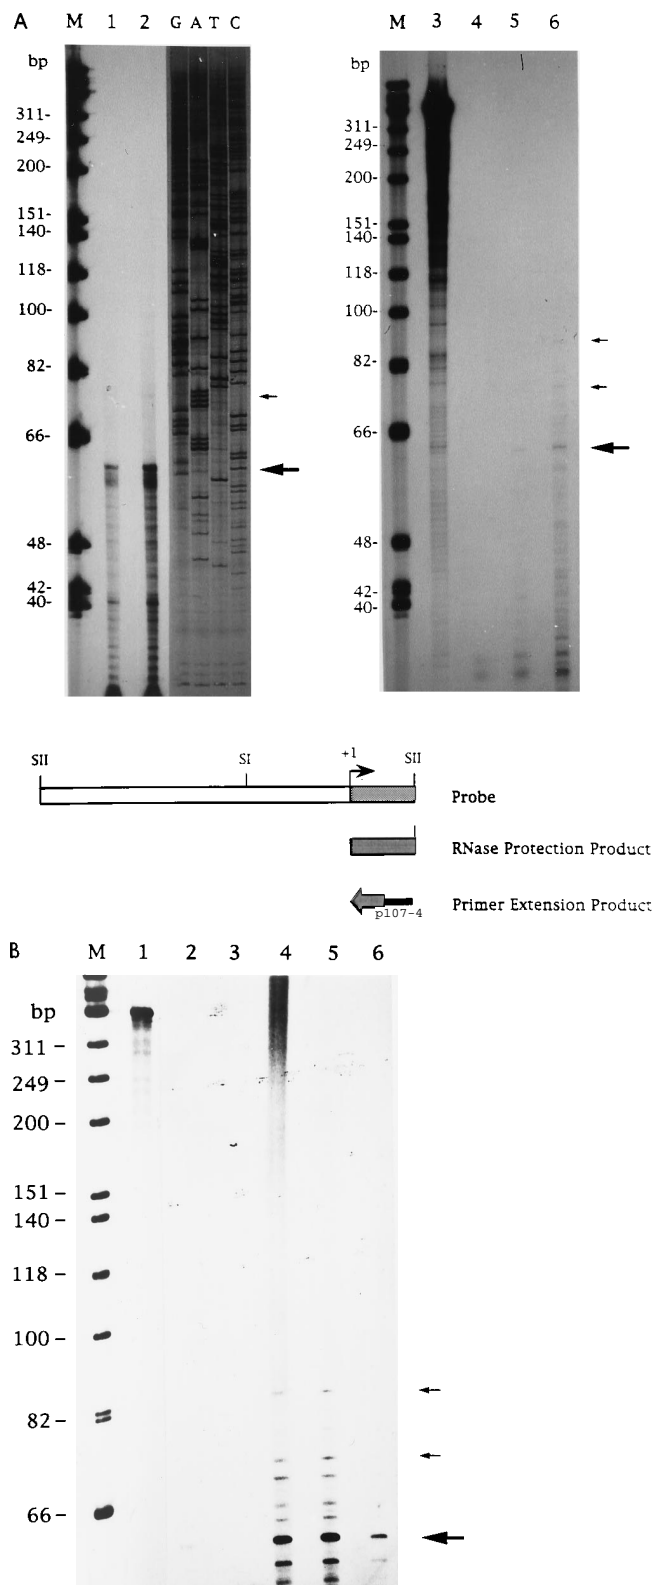 A
M 1 2 G A T C
bp
311-
249-
200-
151-
140-
118-
100-
82-
66-
48-
42-
40-
M 3 4 5 6
bp
311-
249-
200-
151-
140-
118-
100-
82-
66-
48-
42-
40-
SII SI +1 SII
Probe
RNase Protection Product
p107-4 Primer Extension Product
B
M 1 2 3 4 5 6
bp
311 –
249 –
200 –
151 –
140 –
118 –
100 –
82 –
66 –